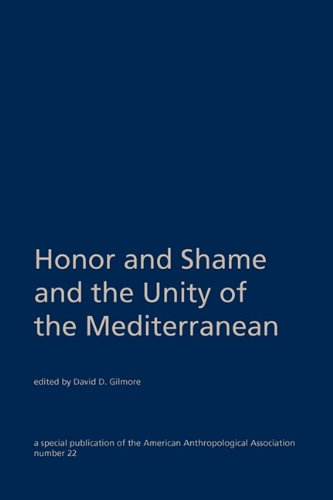 Honor and Shame
and the Unity of
the Mediterranean
edited by David D. Gilmore
a special publication of the American Anthropological Association
number 22